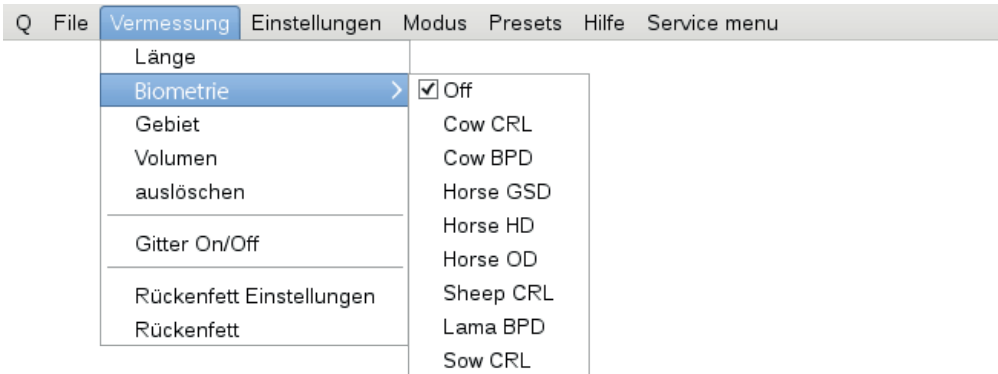 Q File Vermessung Einstellungen Modus Presets Hilfe Service menu
Länge
Biometrie
Gebiet
Volumen
auslöschen
Gitter On/Off
Rückenfett Einstellungen
Rückenfett
Off
Cow CRL
Cow BPD
Horse GSD
Horse HD
Horse OD
Sheep CRL
Lama BPD
Sow CRL